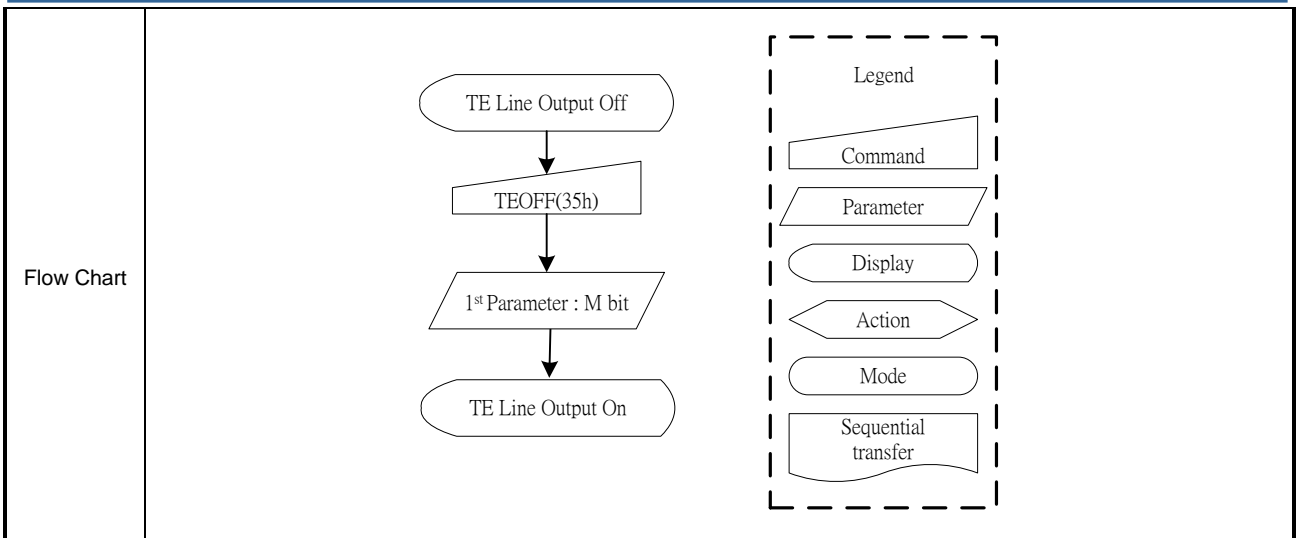 Flow Chart
TE Line Output Off
TEOFF(35h)
1st Parameter : M bit
TE Line Output On
Legend
Command
Parameter
Display
Action
Mode
Sequential
transfer